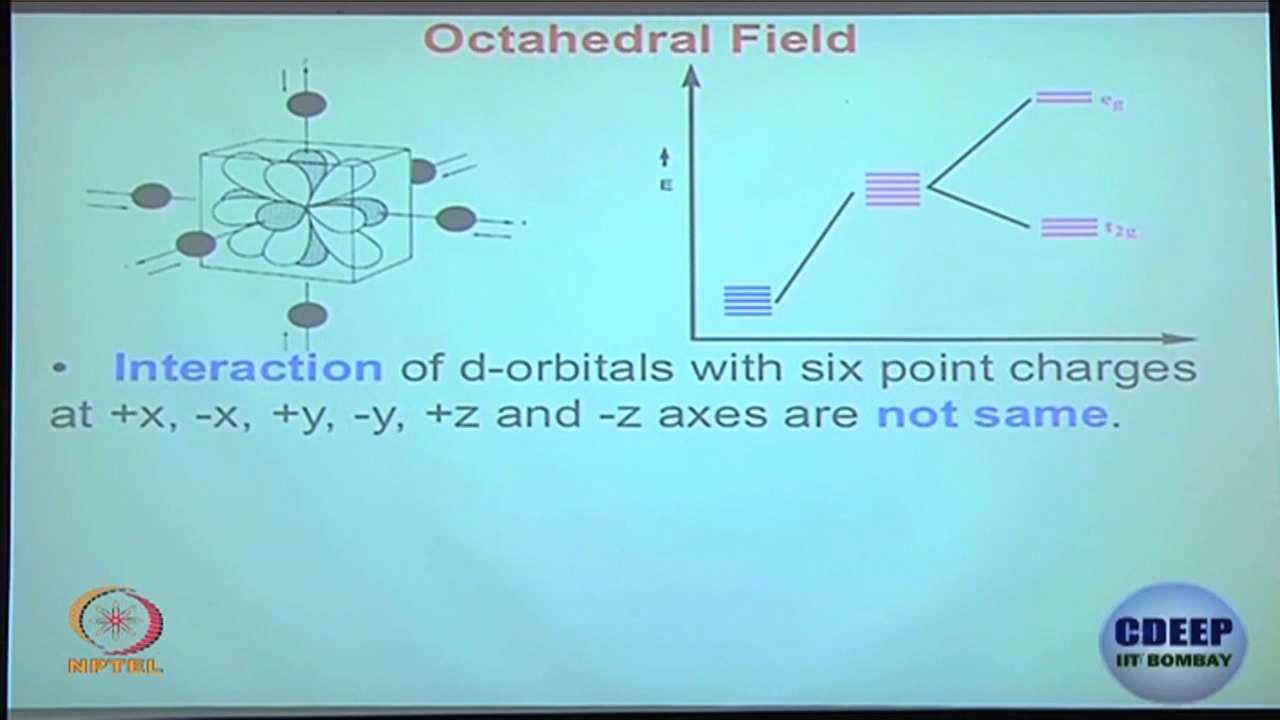 Octahedral Field
E
eg
t2g
• Interaction of d-orbitals with six point charges
at +x, -x, +y, -y, +z and -z axes are not same.
NPTEL
CDEEP
IIT BOMBAY